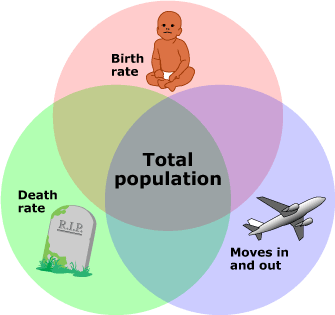 Birth
rate
Total
population
Death
rate
R.I.P.
Moves in
and out